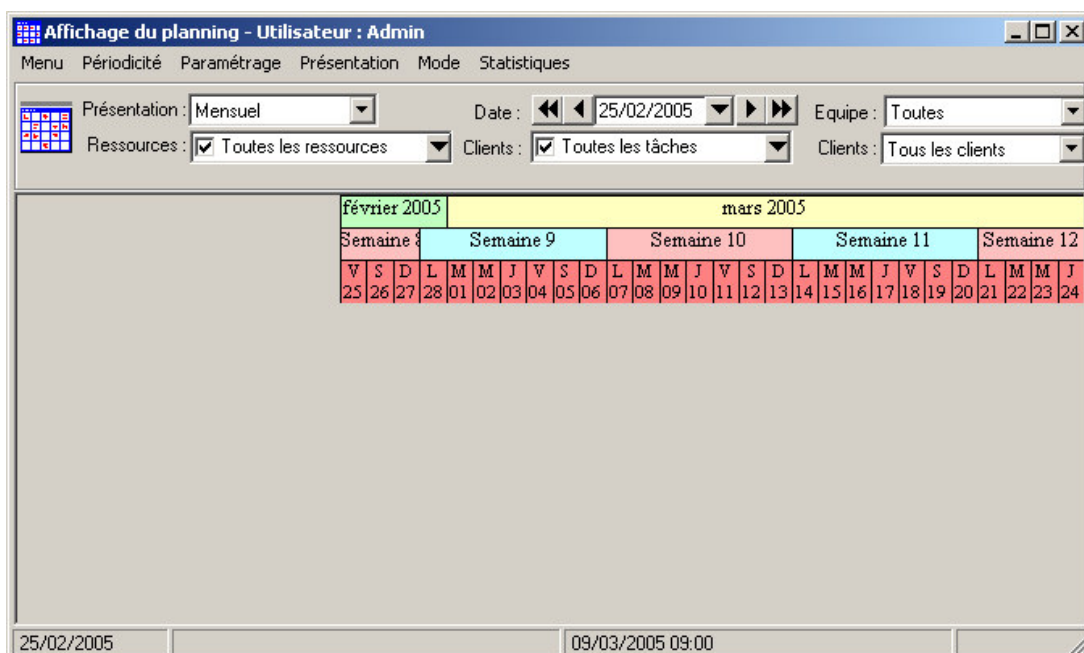 Affichage du planning - Utilisateur : Admin
Menu Périodicité Paramétrage Présentation Mode Statistiques
Présentation : Mensuel Date : 25/02/2005 Equipe : Toutes
Ressources : Toutes les ressources Clients : Toutes les tâches Clients : Tous les clients
février 2005 mars 2005
Semaine 8 Semaine 9 Semaine 10 Semaine 11 Semaine 12
V S D L M M J V S D L M M J V S D L M M J V S D L M M J
25 26 27 28 01 02 03 04 05 06 07 08 09 10 11 12 13 14 15 16 17 18 19 20 21 22 23 24
25/02/2005 09/03/2005 09:00